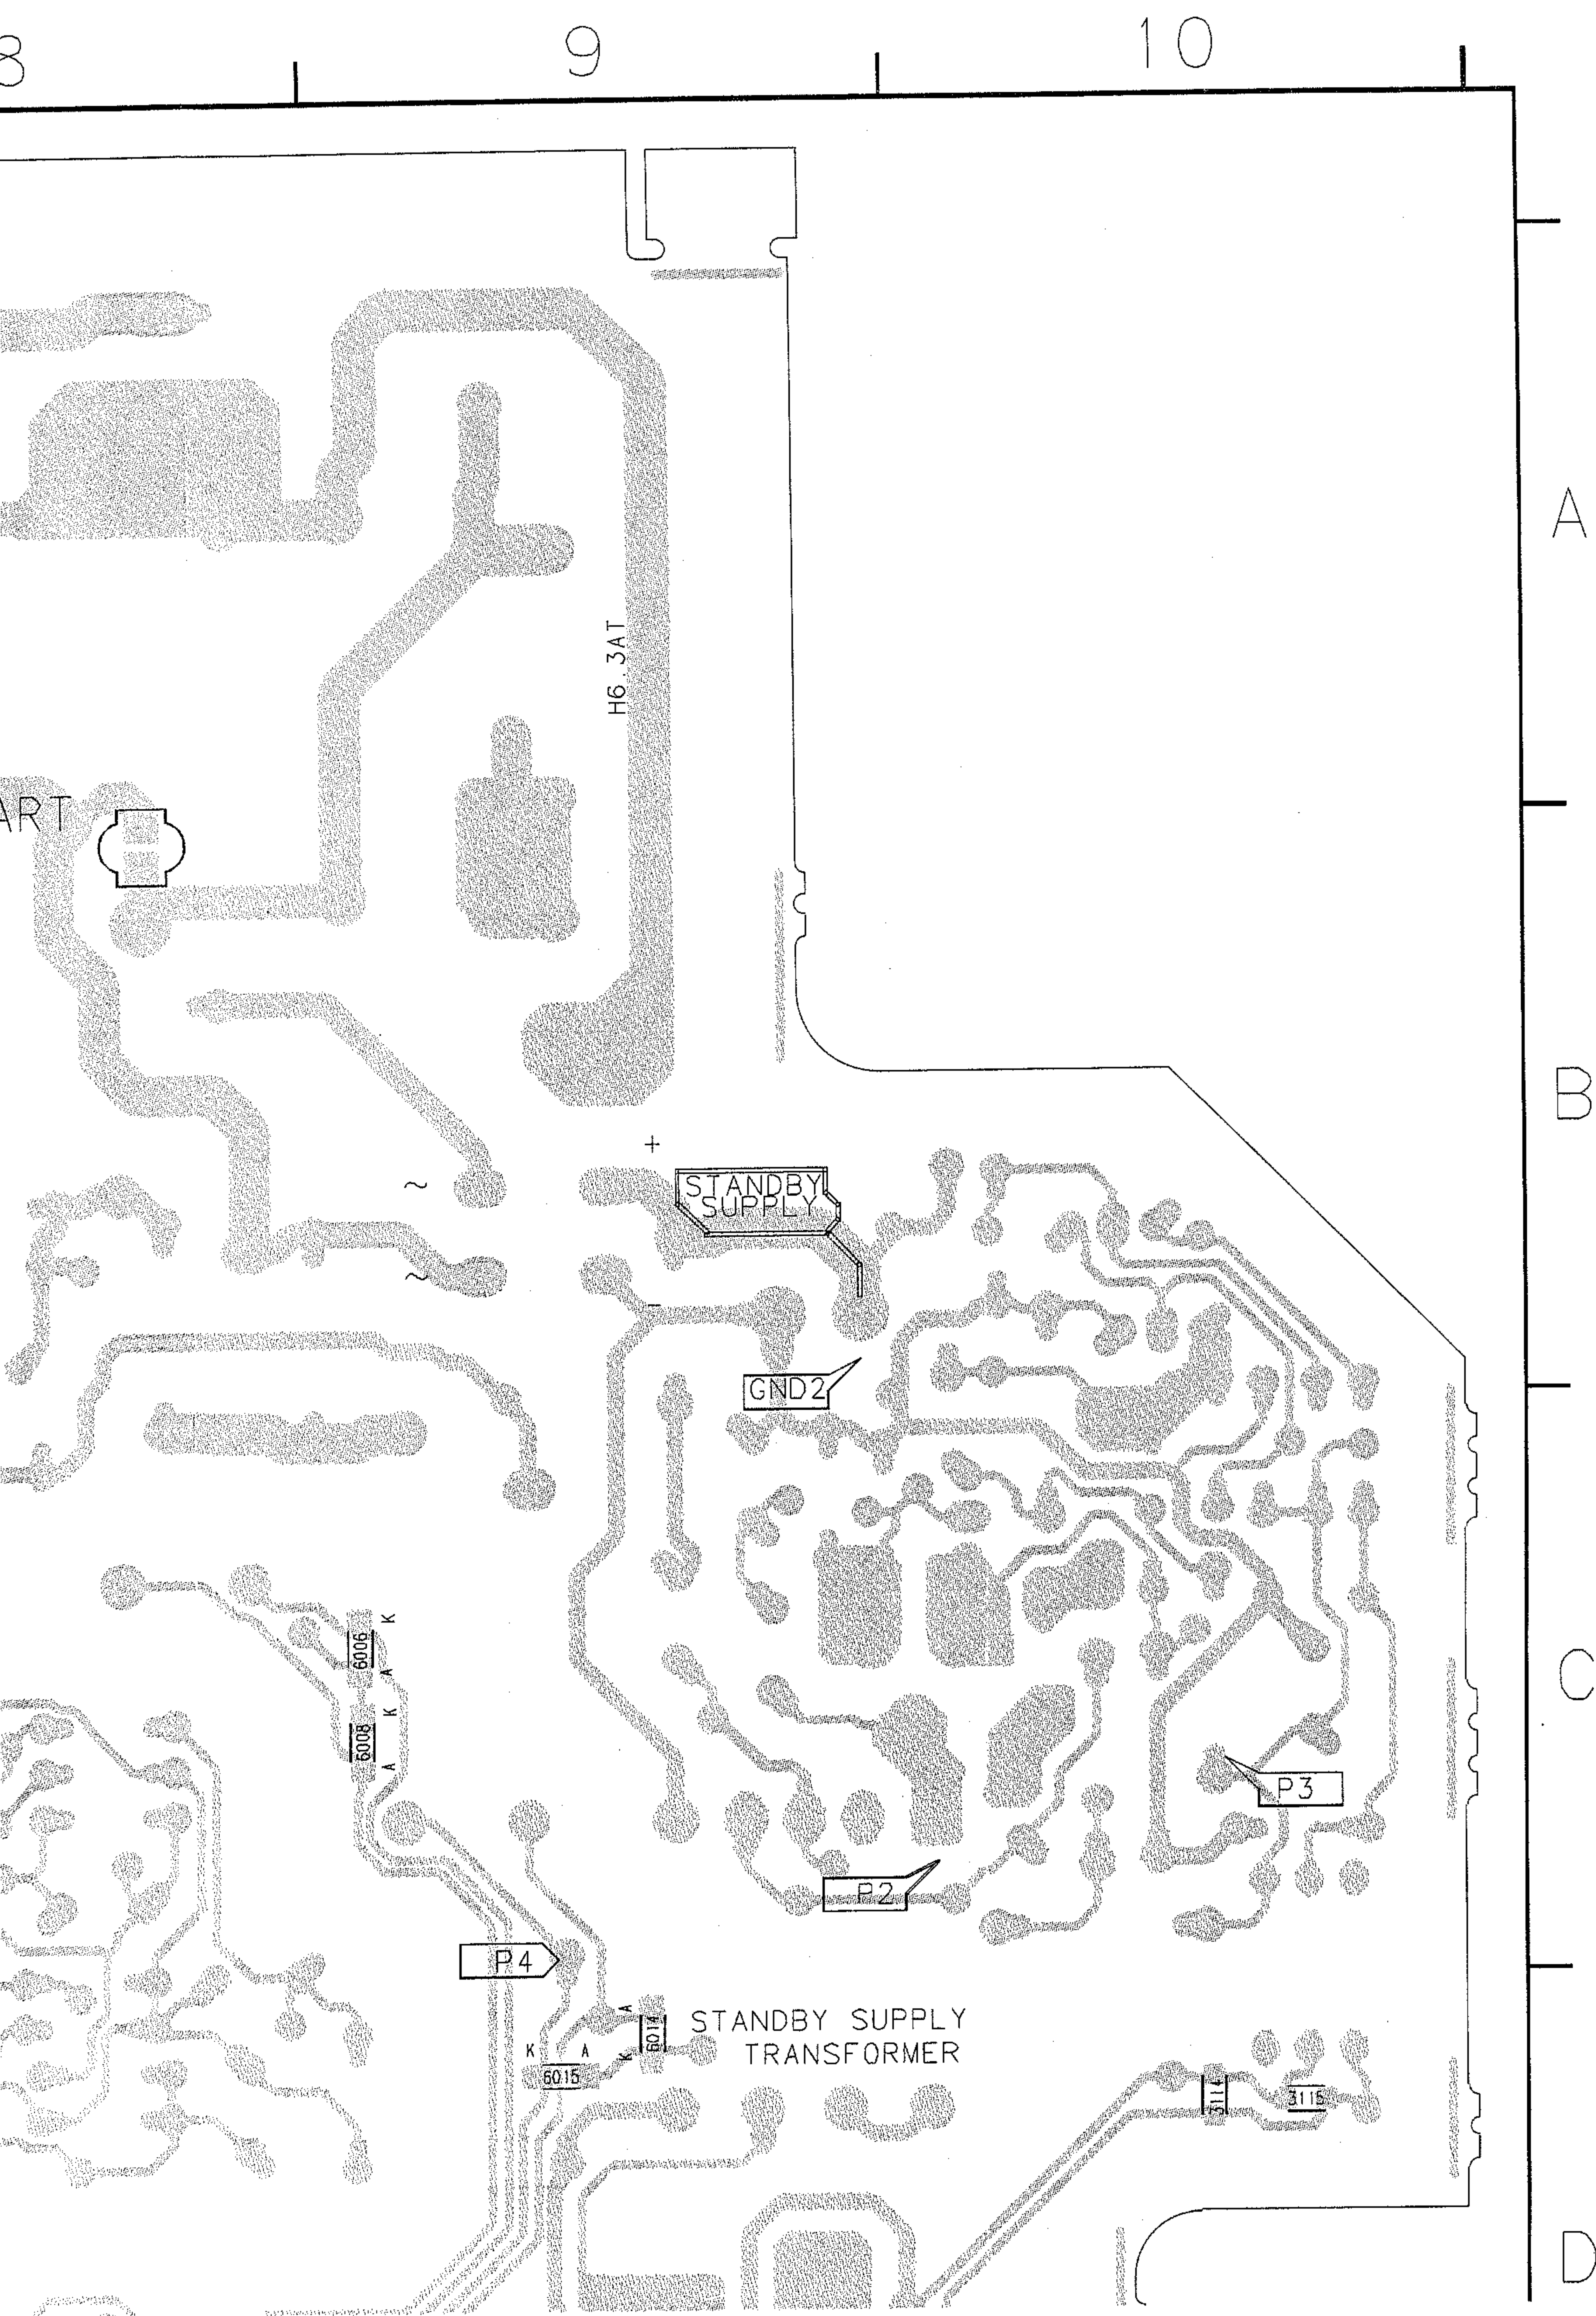 8 9 10
A
H6.3AT
ART
B
+
~
STANDBY
SUPPLY
~
-
GND2
C
K
6006
A
K
6008
A
P3
P2
P4
A
6014
K
STANDBY SUPPLY
TRANSFORMER
K A
6015
3114
3115
D